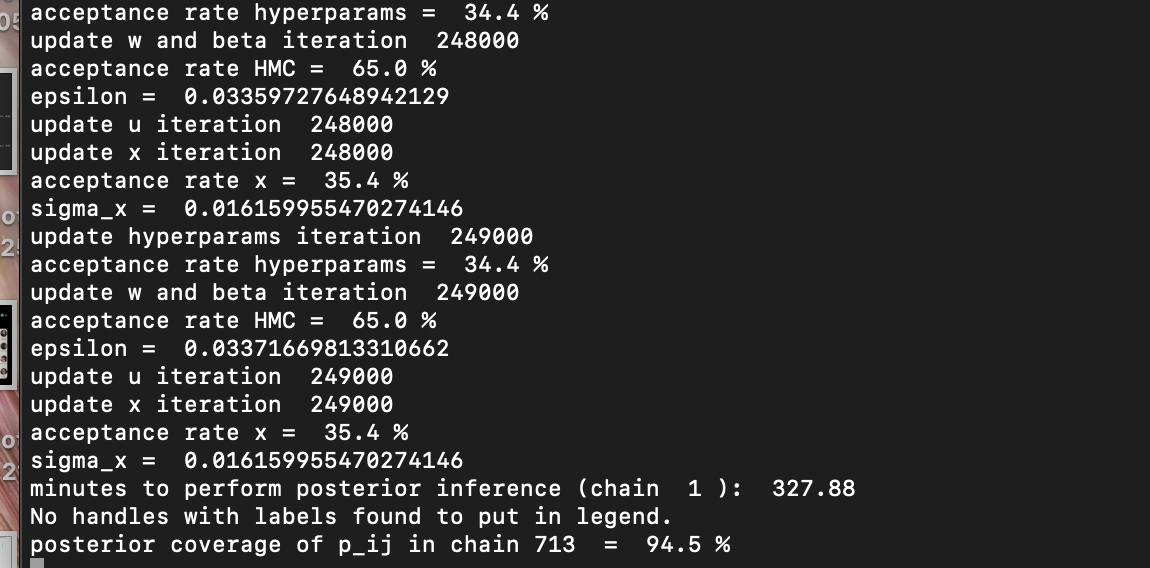 acceptance rate hyperparams =  34.4 %
update w and beta iteration  248000
acceptance rate HMC =  65.0 %
epsilon =  0.03359727648942129
update u iteration  248000
update x iteration  248000
acceptance rate x =  35.4 %
sigma_x =  0.016159955470274146
update hyperparams iteration  249000
acceptance rate hyperparams =  34.4 %
update w and beta iteration  249000
acceptance rate HMC =  65.0 %
epsilon =  0.03371669813310662
update u iteration  249000
update x iteration  249000
acceptance rate x =  35.4 %
sigma_x =  0.016159955470274146
minutes to perform posterior inference (chain  1 ):  327.88
No handles with labels found to put in legend.
posterior coverage of p_ij in chain 713  =  94.5 %